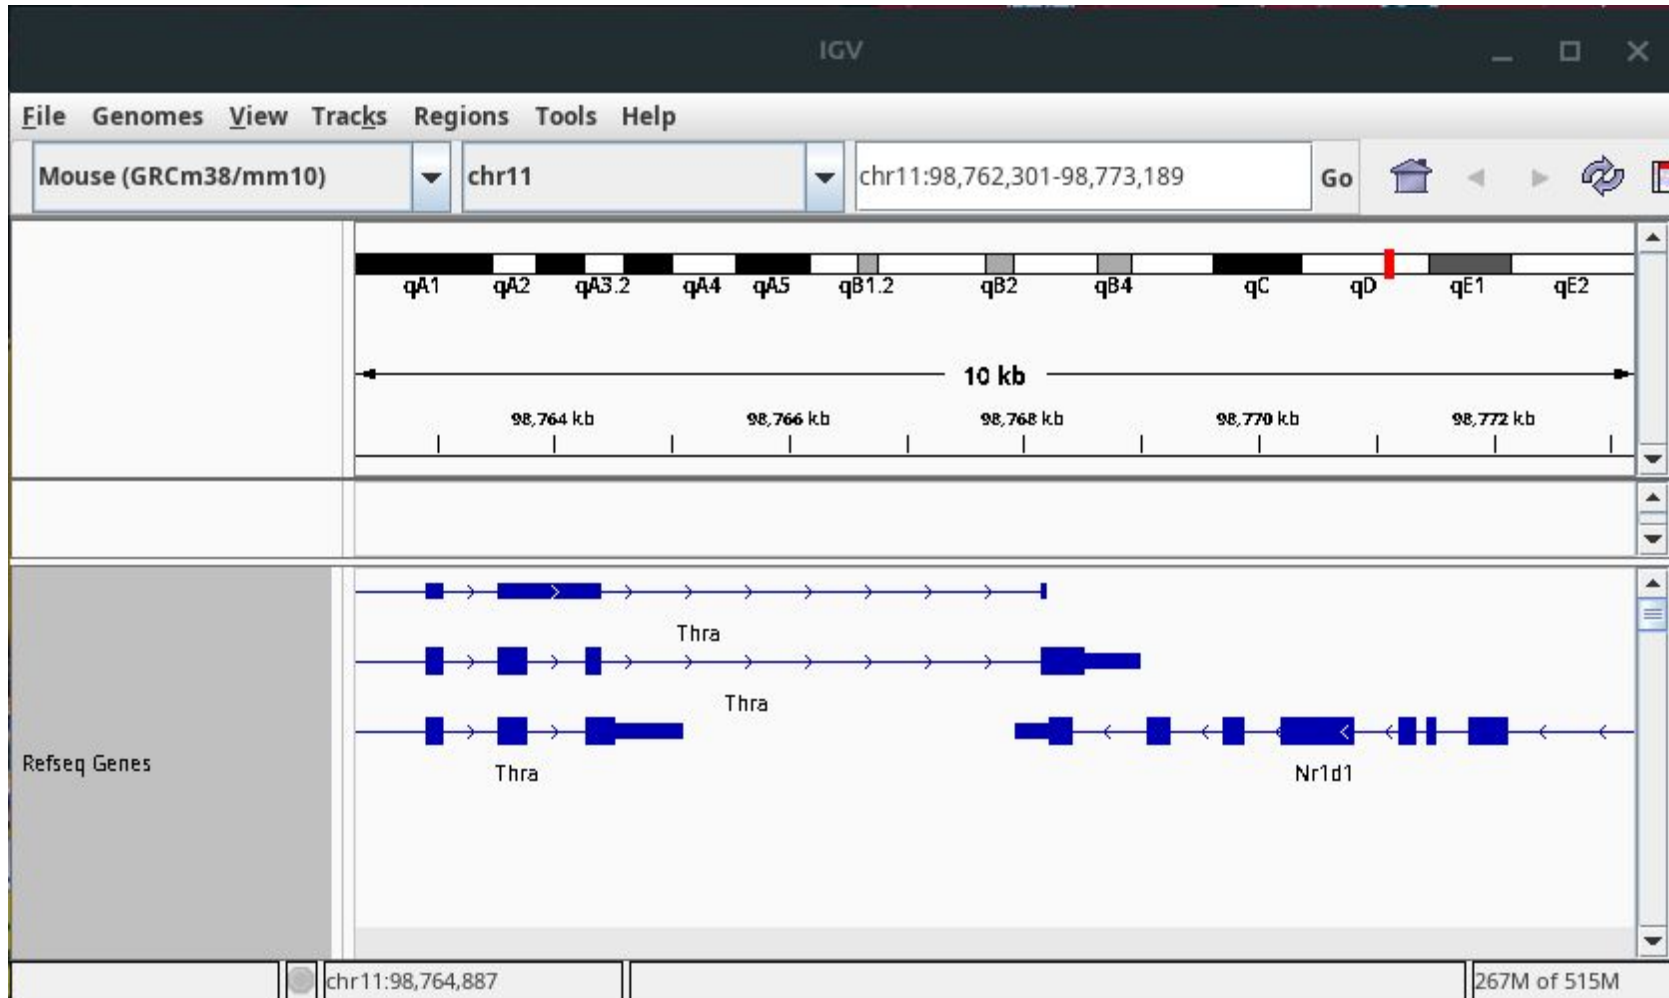 IGV
File Genomes View Tracks Regions Tools Help
Mouse (GRCm38/mm10) chr11 chr11:98,762,301-98,773,189 Go
qA1 qA2 qA3.2 qA4 qA5 qB1.2 qB2 qB4 qC qD qE1 qE2
10 kb
98,764 kb 98,766 kb 98,768 kb 98,770 kb 98,772 kb
Thra
Thra
Refseq Genes
Thra Nr1d1
chr11:98,764,887 267M of 515M